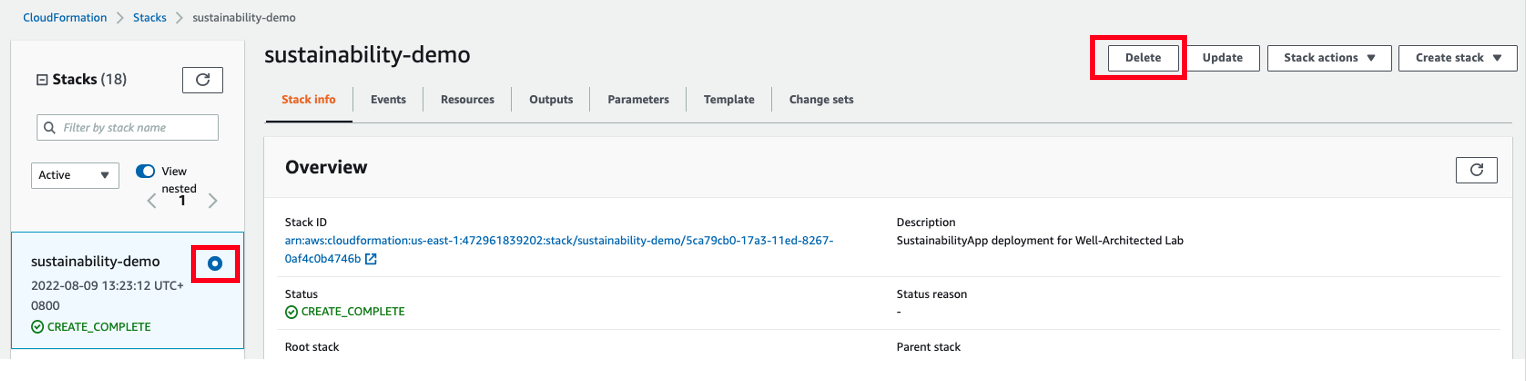 CloudFormation > Stacks > sustainability-demo
Stacks (18)
Filter by stack name
Active
View
nested
1
sustainability-demo
2022-08-09 13:23:12 UTC+
0800
CREATE_COMPLETE
sustainability-demo
Delete
Update
Stack actions
Create stack
Stack info
Events
Resources
Outputs
Parameters
Template
Change sets
Overview
Stack ID
arn:aws:cloudformation:us-east-1:472961839202:stack/sustainability-demo/5ca79cb0-17a3-11ed-8267-
0af4c0b4746b
Description
SustainabilityApp deployment for Well-Architected Lab
Status
CREATE_COMPLETE
Status reason
-
Root stack
Parent stack